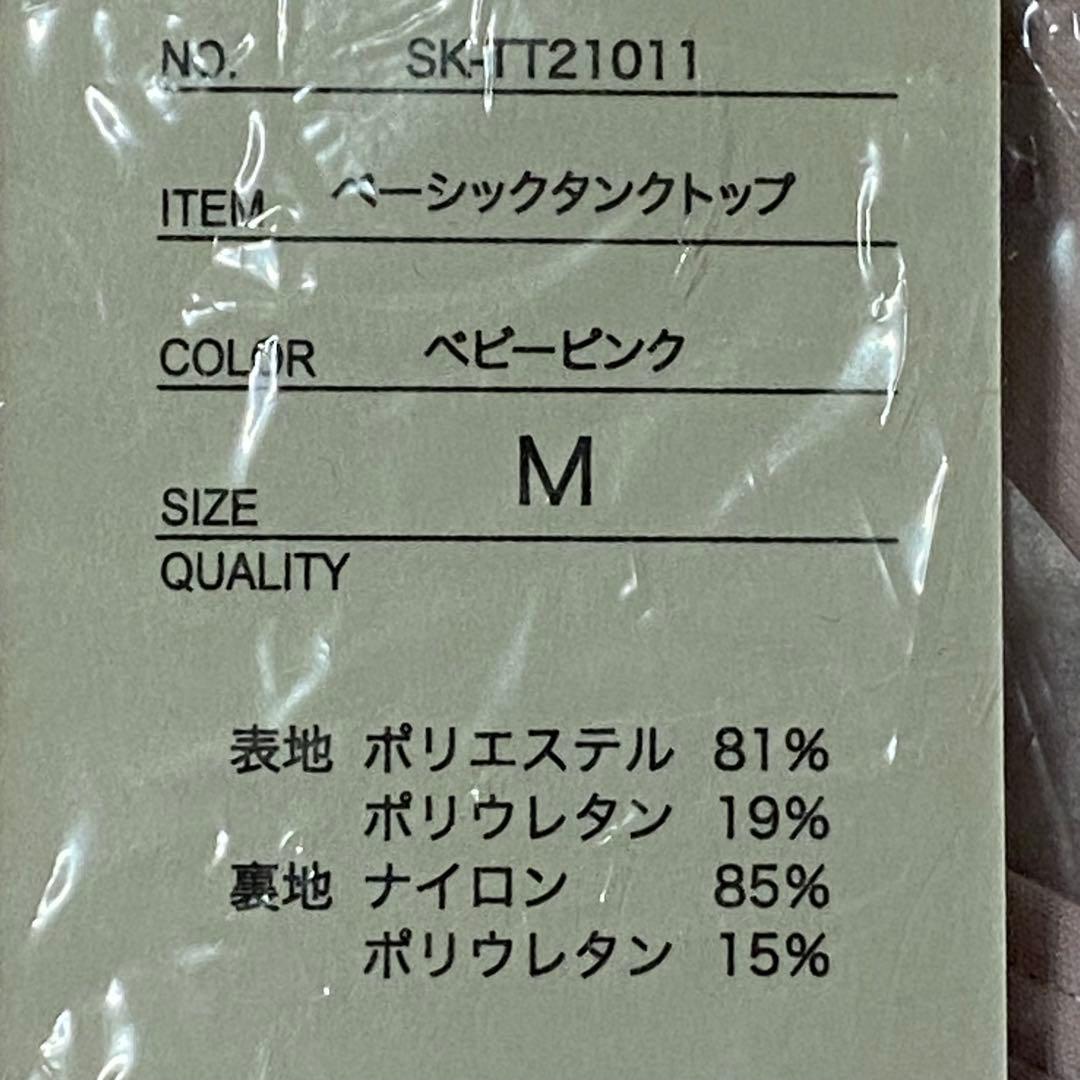 NO. SK-TT21011
ITEM ベーシックタンクトップ
COLOR ベビーピンク
SIZE M
QUALITY
表地 ポリエステル 81%
ポリウレタン 19%
裏地 ナイロン 85%
ポリウレタン 15%